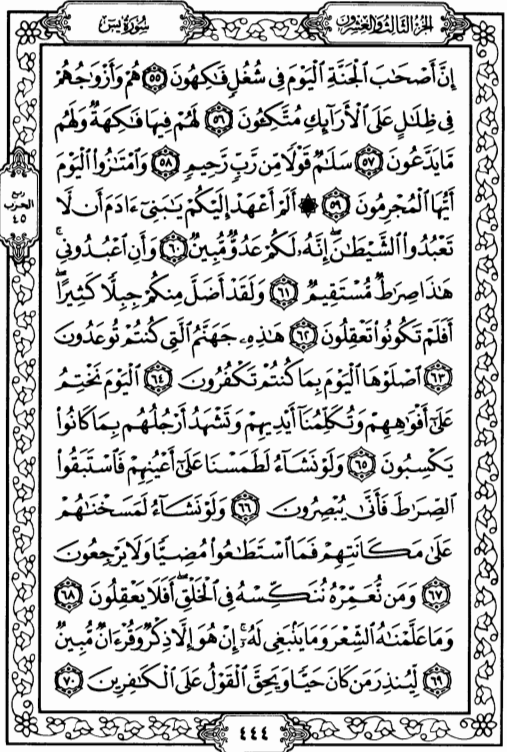 الجزء الثالث والعشرون
سورة يس
إِنَّ أَصْحَٰبَ ٱلْجَنَّةِ ٱلْيَوْمَ فِى شُغُلٍ فَٰكِهُونَ ٥٥ هُمْ وَأَزْوَٰجُهُمْ
فِى ظِلَٰلٍ عَلَى ٱلْأَرَآئِكِ مُتَّكِـُٔونَ ٥٦ لَهُمْ فِيهَا فَٰكِهَةٌ وَلَهُم
مَّا يَدَّعُونَ ٥٧ سَلَٰمٌ قَوْلًا مِّن رَّبٍّ رَّحِيمٍ ٥٨ وَٱمْتَٰزُوا۟ ٱلْيَوْمَ
أَيُّهَا ٱلْمُجْرِمُونَ ٥٩ ۞ أَلَمْ أَعْهَدْ إِلَيْكُمْ يَٰبَنِىٓ ءَادَمَ أَن لَّا
تَعْبُدُوا۟ ٱلشَّيْطَٰنَ ۖ إِنَّهُۥ لَكُمْ عَدُوٌّ مُّبِينٌ ٦٠ وَأَنِ ٱعْبُدُونِى ۚ
هَٰذَا صِرَٰطٌ مُّسْتَقِيمٌ ٦١ وَلَقَدْ أَضَلَّ مِنكُمْ جِبِلًّا كَثِيرًا ۖ
أَفَلَمْ تَكُونُوا۟ تَعْقِلُونَ ٦٢ هَٰذِهِۦ جَهَنَّمُ ٱلَّتِى كُنتُمْ تُوعَدُونَ
٦٣ ٱصْلَوْهَا ٱلْيَوْمَ بِمَا كُنتُمْ تَكْفُرُونَ ٦٤ ٱلْيَوْمَ نَخْتِمُ
عَلَىٰٓ أَفْوَٰهِهِمْ وَتُكَلِّمُنَآ أَيْدِيهِمْ وَتَشْهَدُ أَرْجُلُهُم بِمَا كَانُوا۟
يَكْسِبُونَ ٦٥ وَلَوْ نَشَآءُ لَطَمَسْنَا عَلَىٰٓ أَعْيُنِهِمْ فَٱسْتَبَقُوا۟
ٱلصِّرَٰطَ فَأَنَّىٰ يُبْصِرُونَ ٦٦ وَلَوْ نَشَآءُ لَمَسَخْنَٰهُمْ
عَلَىٰ مَكَانَتِهِمْ فَمَا ٱسْتَطَٰعُوا۟ مُضِيًّا وَلَا يَرْجِعُونَ
٦٧ وَمَن نُّعَمِّرْهُ نُنَكِّسْهُ فِى ٱلْخَلْقِ ۖ أَفَلَا يَعْقِلُونَ ٦٨
وَمَا عَلَّمْنَٰهُ ٱلشِّعْرَ وَمَا يَنۢبَغِى لَهُۥٓ ۚ إِنْ هُوَ إِلَّا ذِكْرٌ وَقُرْءَانٌ مُّبِينٌ
٦٩ لِّيُنذِرَ مَن كَانَ حَيًّا وَيَحِقَّ ٱلْقَوْلُ عَلَى ٱلْكَٰفِرِينَ ٧٠
ربع
الحزب
٤٥
٤٤٤